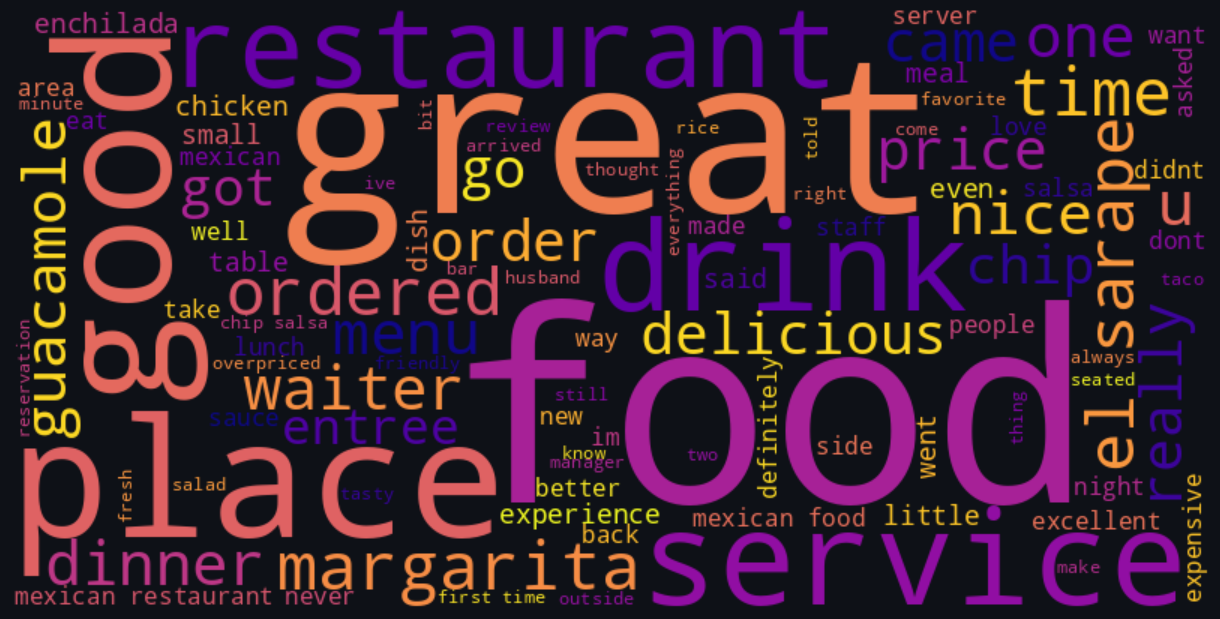 enchilada
restaurant
server
came
one
want
good
great
area
minute
eat
chicken
small
mexican
got
bit
review
arrived
go
ive
rice
thought
everything
told
right
meal
favorite
time
asked
come
love
price
even
salsa
nice
didnt
u
dont
guacamole
well
table
dish
order
bar
husband
made
staff
said
drink
chip
el sarape
taco
ordered
take
chip salsa
lunch
menu
overpriced
friendly
way
delicious
people
always
seated
really
reservation
waiter
sauce
entree
still
new
im
know
manager
two
food
definitely
side
went
thing
place
fresh
salad
tasty
better
experience
back
mexican food
little
night
excellent
expensive
dinner
margarita
service
make
mexican restaurant
never
first time
outside